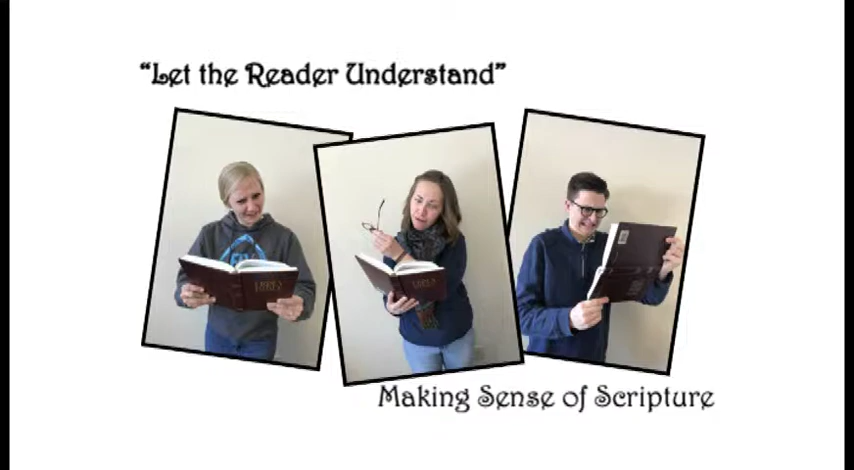 “Let the Reader Understand”
Making Sense of Scripture